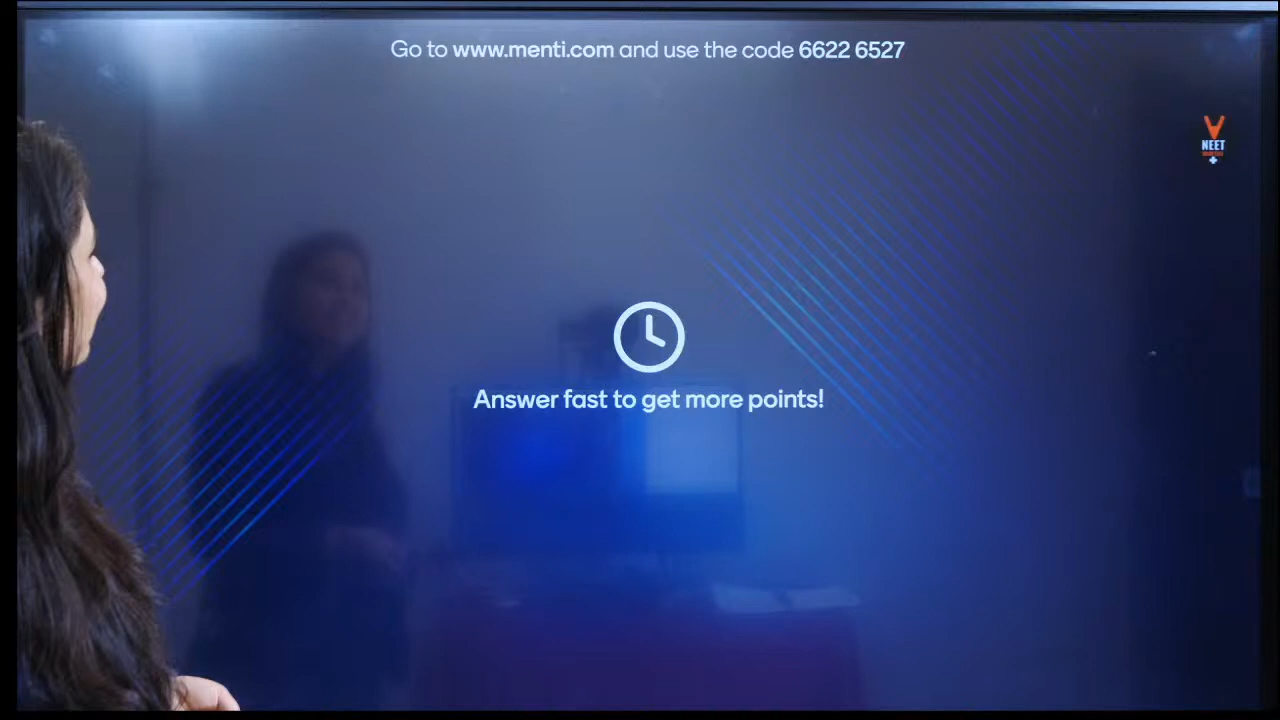 Go to www.menti.com and use the code 6622 6527
NEET
Answer fast to get more points!